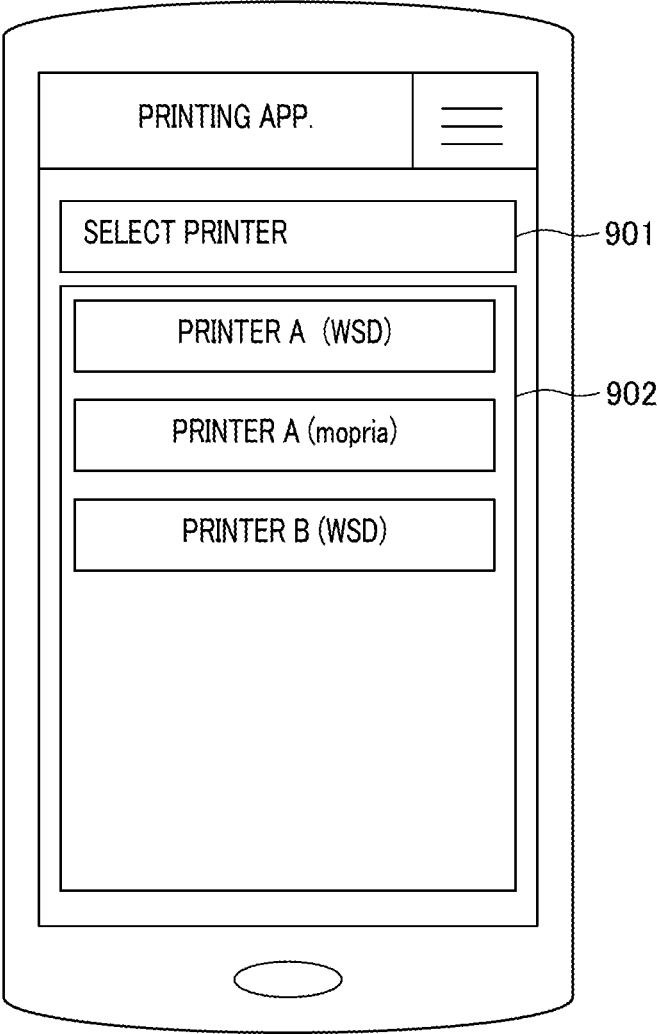 PRINTING APP.
SELECT PRINTER
901
PRINTER A (WSD)
902
PRINTER A (mopria)
PRINTER B (WSD)